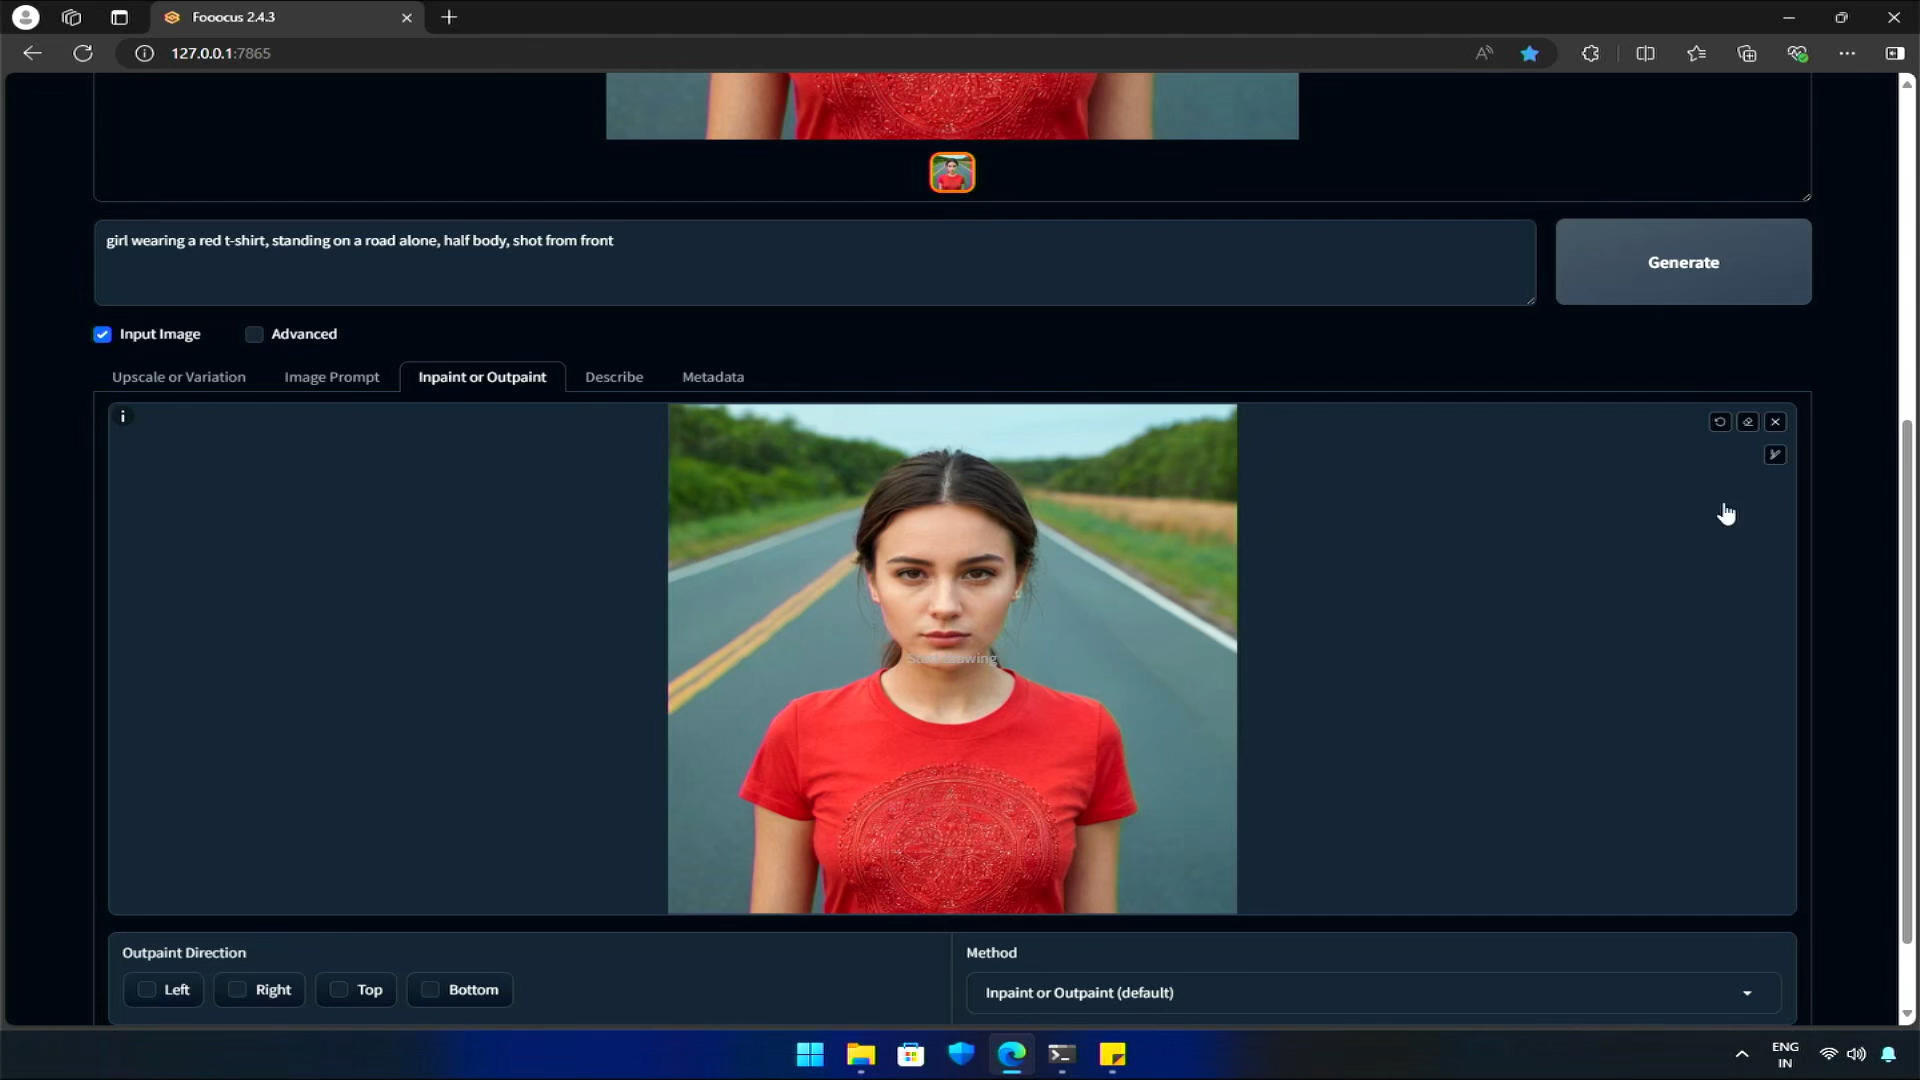 Fooocus 2.4.3
127.0.0.1:7865
girl wearing a red t-shirt, standing on a road alone, half body, shot from front
Generate
Input Image
Advanced
Upscale or Variation
Image Prompt
Inpaint or Outpaint
Describe
Metadata
Start drawing
Outpaint Direction
Method
Left
Right
Top
Bottom
Inpaint or Outpaint (default)
ENG
IN